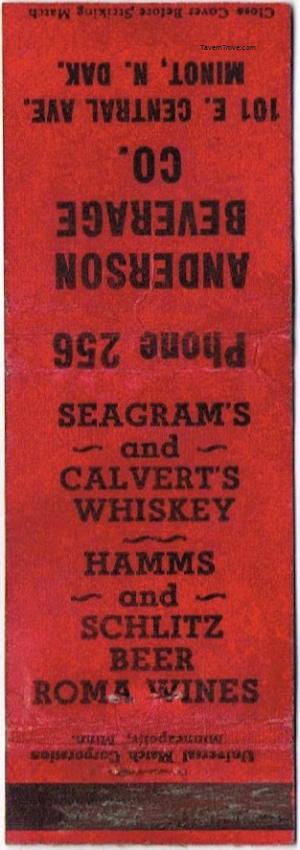 TavernTrove.com
Close Cover Before Striking Match
Phone 256
ANDERSON
BEVERAGE
CO.
101 E. CENTRAL AVE.
MINOT, N. DAK.
SEAGRAM'S
~ and ~
CALVERT'S
WHISKEY
~
HAMMS
~ and ~
SCHLITZ
BEER
ROMA WINES
Universal Match Corporation
Minneapolis, Minn.